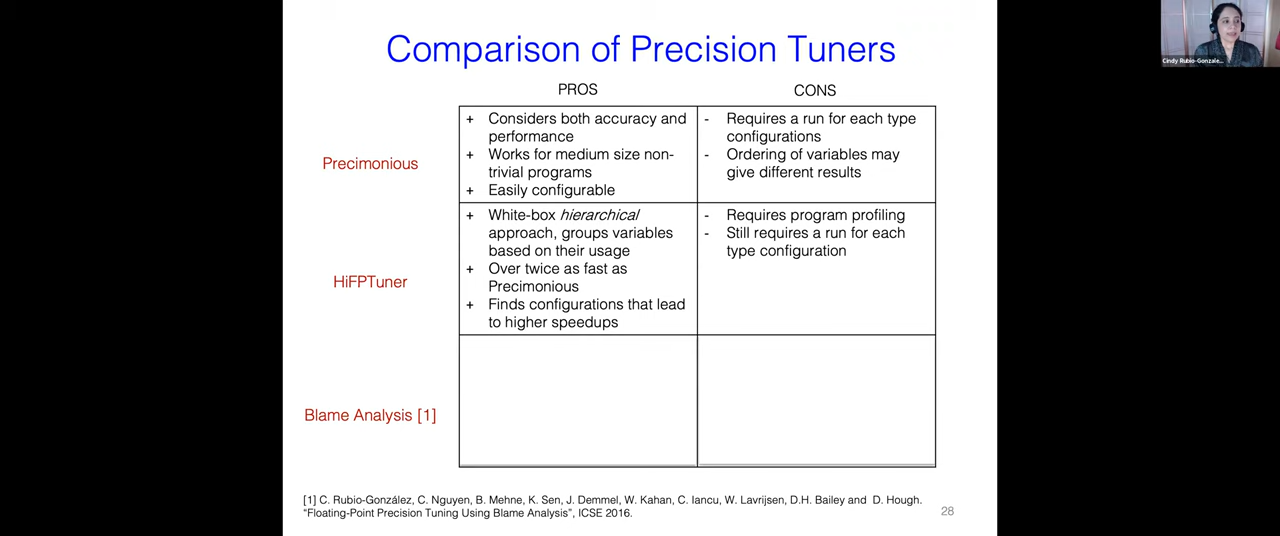 Comparison of Precision Tuners
PROS
CONS
Precimonious
+ Considers both accuracy and
performance
+ Works for medium size non-
trivial programs
+ Easily configurable
- Requires a run for each type
configurations
- Ordering of variables may
give different results
HiFPTuner
+ White-box hierarchical
approach, groups variables
based on their usage
+ Over twice as fast as
Precimonious
+ Finds configurations that lead
to higher speedups
- Requires program profiling
- Still requires a run for each
type configuration
Blame Analysis [1]
[1] C. Rubio-González, C. Nguyen, B. Mehne, K. Sen, J. Demmel, W. Kahan, C. Iancu, W. Lavrijsen, D.H. Bailey and D. Hough.
“Floating-Point Precision Tuning Using Blame Analysis”, ICSE 2016.
28
Cindy Rubio-Gonzale...